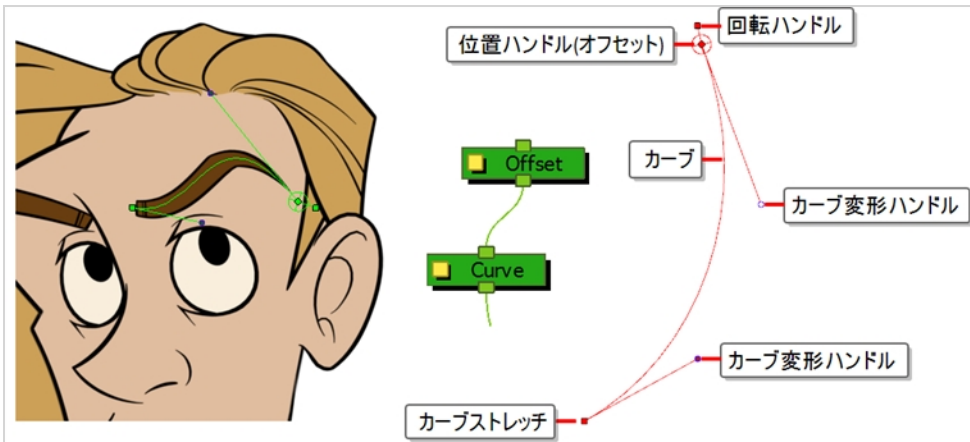 回転ハンドル
位置ハンドル(オフセット)
Offset
カーブ
カーブ変形ハンドル
Curve
カーブ変形ハンドル
カーブストレッチ